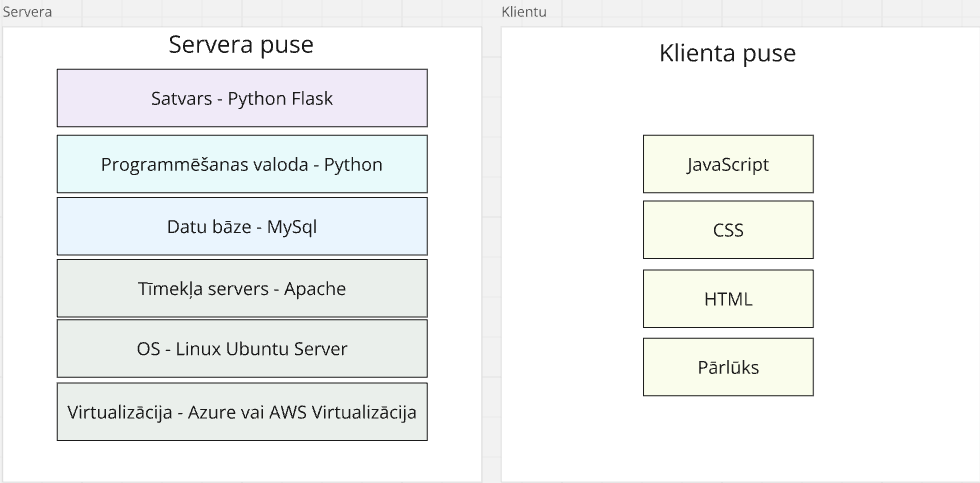 Servera
Servera puse
Satvars - Python Flask
Programmēšanas valoda - Python
Datu bāze - MySql
Tīmekļa servers - Apache
OS - Linux Ubuntu Server
Virtualizācija - Azure vai AWS Virtualizācija
Klientu
Klienta puse
JavaScript
CSS
HTML
Pārlūks